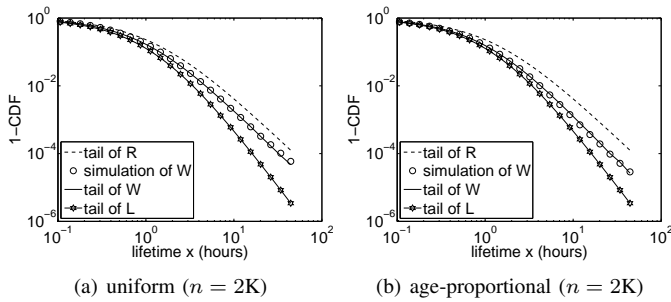 10^0
10^-2
10^-4
10^-6
1−CDF
tail of R
simulation of W
tail of W
tail of L
10^-1
10^0
10^1
10^2
lifetime x (hours)
(a) uniform (n = 2K)
10^0
10^-2
10^-4
10^-6
1−CDF
tail of R
simulation of W
tail of W
tail of L
10^-1
10^0
10^1
10^2
lifetime x (hours)
(b) age-proportional (n = 2K)